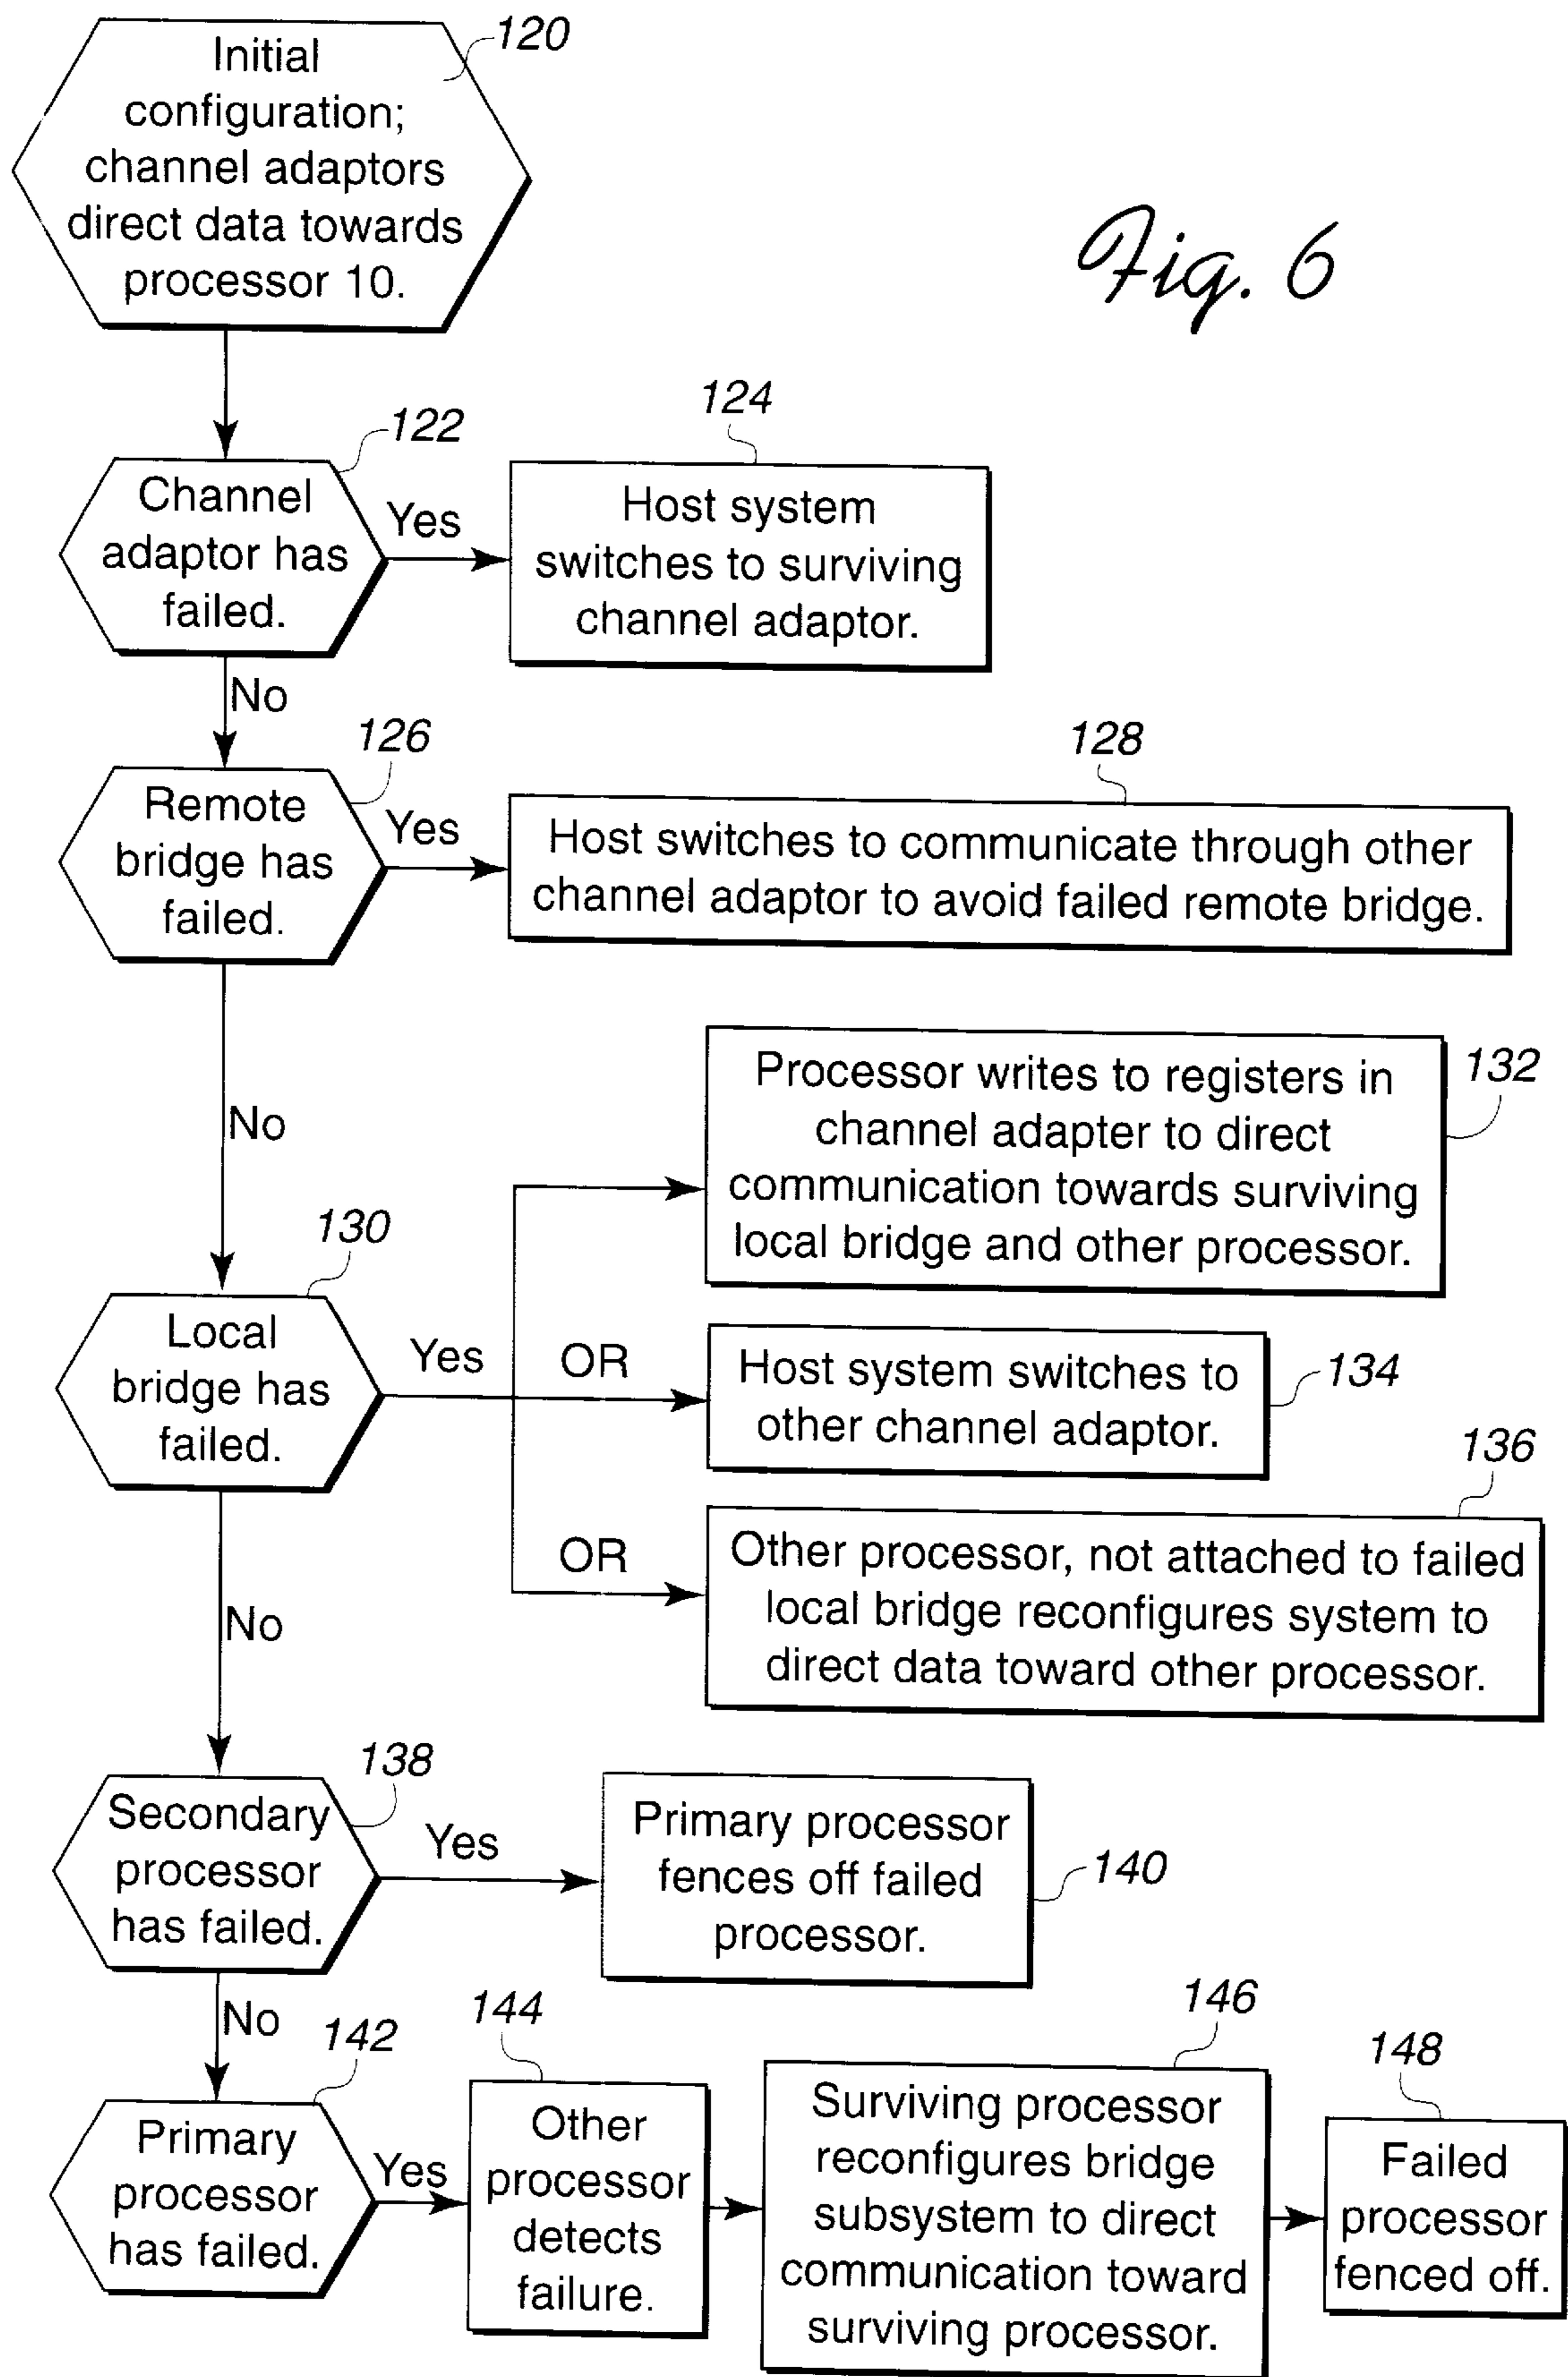 120
Initial
configuration;
channel adaptors
direct data towards
processor 10.
Fig. 6
122
Channel
adaptor has
failed.
Yes
124
Host system
switches to surviving
channel adaptor.
No
126
Remote
bridge has
failed.
Yes
128
Host switches to communicate through other
channel adaptor to avoid failed remote bridge.
No
130
Local
bridge has
failed.
Yes
132
Processor writes to registers in
channel adapter to direct
communication towards surviving
local bridge and other processor.
OR
134
Host system switches to
other channel adaptor.
OR
136
Other processor, not attached to failed
local bridge reconfigures system to
direct data toward other processor.
No
138
Secondary
processor
has failed.
Yes
140
Primary processor
fences off failed
processor.
No
142
Primary
processor
has failed.
Yes
144
Other
processor
detects
failure.
146
Surviving processor
reconfigures bridge
subsystem to direct
communication toward
surviving processor.
148
Failed
processor
fenced off.